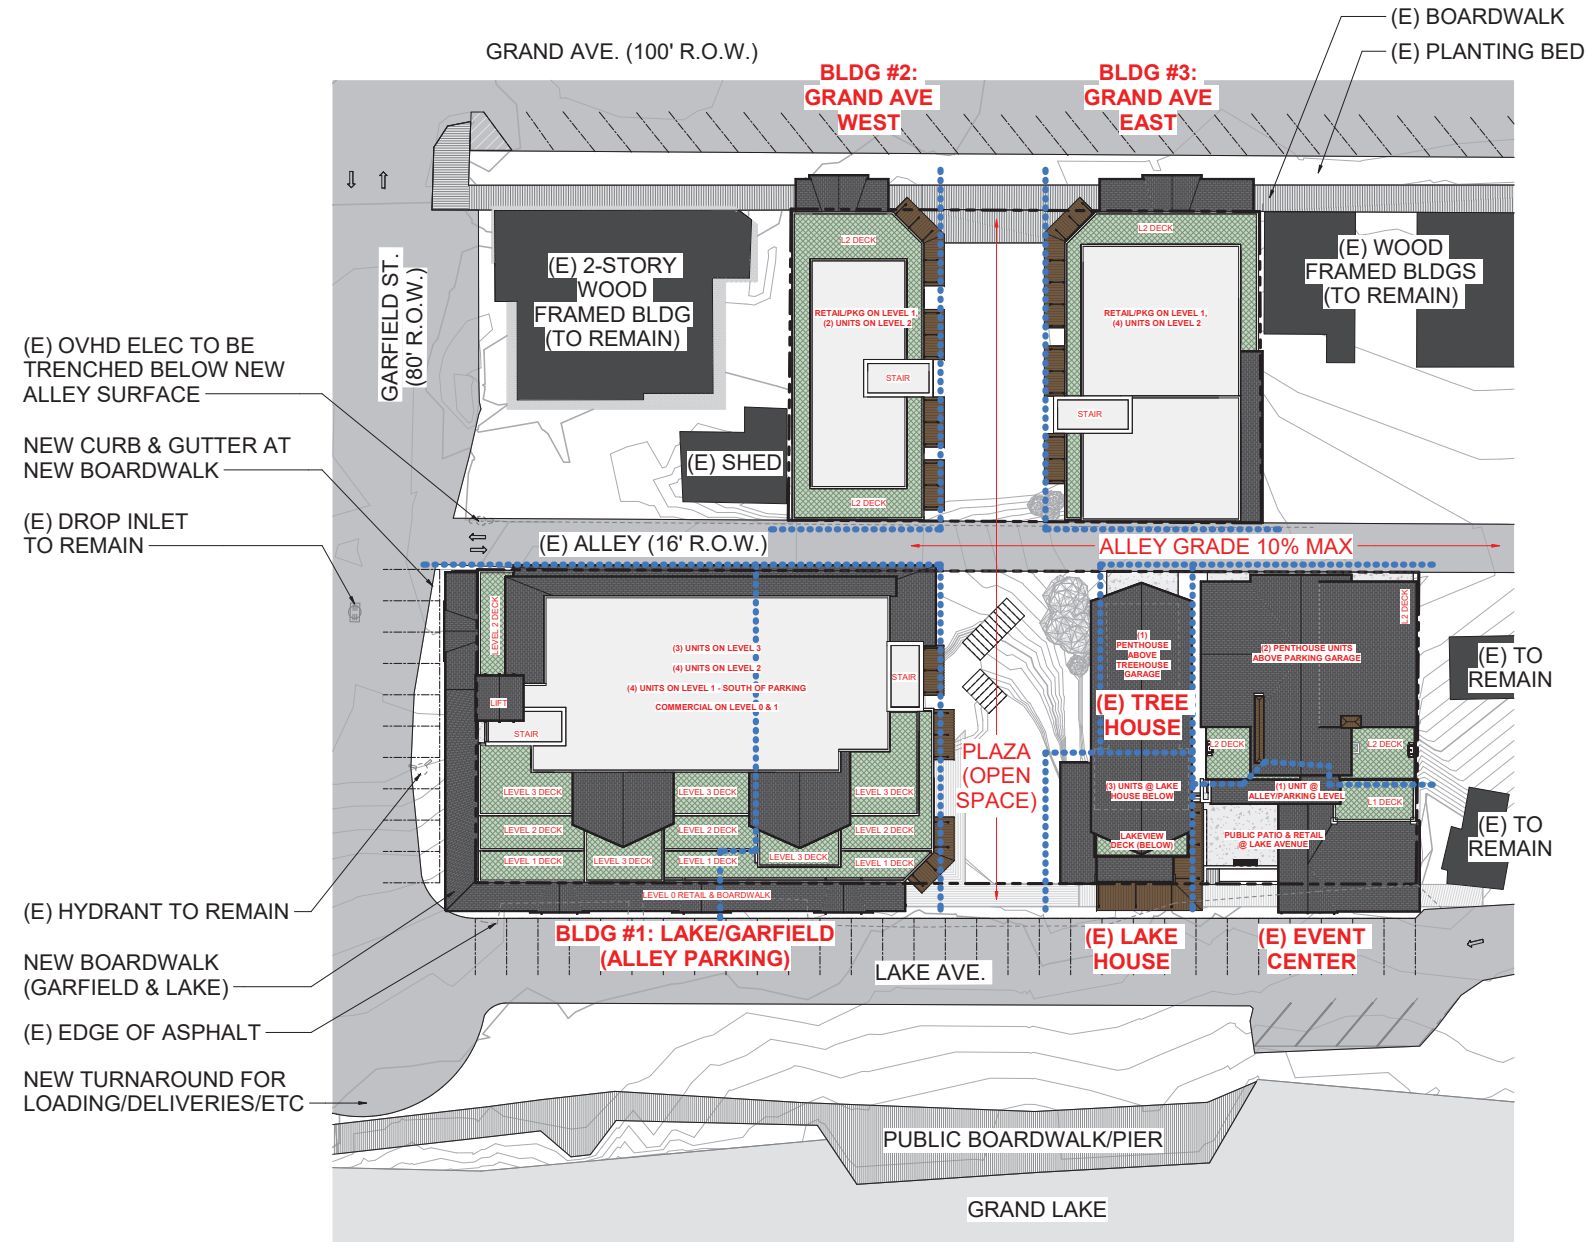 (E) BOARDWALK
(E) PLANTING BED
GRAND AVE. (100' R.O.W.)
BLDG #2:
GRAND AVE
WEST
BLDG #3:
GRAND AVE
EAST
GARFIELD ST.
(80' R.O.W.)
(E) 2-STORY
WOOD
FRAMED BLDG
(TO REMAIN)
L2 DECK
RETAIL/PKG ON LEVEL 1,
(2) UNITS ON LEVEL 2
STAIR
L2 DECK
L2 DECK
RETAIL/PKG ON LEVEL 1,
(4) UNITS ON LEVEL 2
STAIR
(E) WOOD
FRAMED BLDGS
(TO REMAIN)
(E) SHED
(E) OVHD ELEC TO BE
TRENCHED BELOW NEW
ALLEY SURFACE
NEW CURB & GUTTER AT
NEW BOARDWALK
(E) DROP INLET
TO REMAIN
(E) ALLEY (16' R.O.W.)
ALLEY GRADE 10% MAX
LEVEL 2 DECK
(3) UNITS ON LEVEL 3
(4) UNITS ON LEVEL 2
(4) UNITS ON LEVEL 1 - SOUTH OF PARKING
COMMERCIAL ON LEVEL 0 & 1
LIFT
STAIR
STAIR
LEVEL 3 DECK
LEVEL 3 DECK
LEVEL 3 DECK
LEVEL 2 DECK
LEVEL 2 DECK
LEVEL 2 DECK
LEVEL 1 DECK
LEVEL 3 DECK
LEVEL 1 DECK
LEVEL 3 DECK
LEVEL 1 DECK
LEVEL 0 RETAIL & BOARDWALK
PLAZA
(OPEN
SPACE)
(1)
PENTHOUSE
ABOVE
TREEHOUSE
GARAGE
(E) TREE
HOUSE
(3) UNITS @ LAKE
HOUSE BELOW
LAKEVIEW
DECK (BELOW)
L2 DECK
(2) PENTHOUSE UNITS
ABOVE PARKING GARAGE
L2 DECK
L2 DECK
(1) UNIT @
ALLEY/PARKING LEVEL
L1 DECK
PUBLIC PATIO & RETAIL
@ LAKE AVENUE
(E) TO
REMAIN
(E) TO
REMAIN
(E) HYDRANT TO REMAIN
NEW BOARDWALK
(GARFIELD & LAKE)
(E) EDGE OF ASPHALT
NEW TURNAROUND FOR
LOADING/DELIVERIES/ETC
BLDG #1: LAKE/GARFIELD
(ALLEY PARKING)
(E) LAKE
HOUSE
(E) EVENT
CENTER
LAKE AVE.
PUBLIC BOARDWALK/PIER
GRAND LAKE